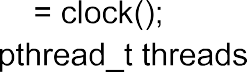 = clock();
pthread_t threads